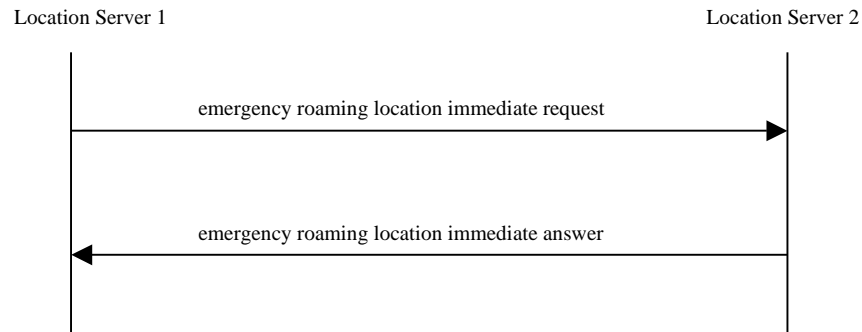 Location Server 1
Location Server 2
emergency roaming location immediate request
emergency roaming location immediate answer